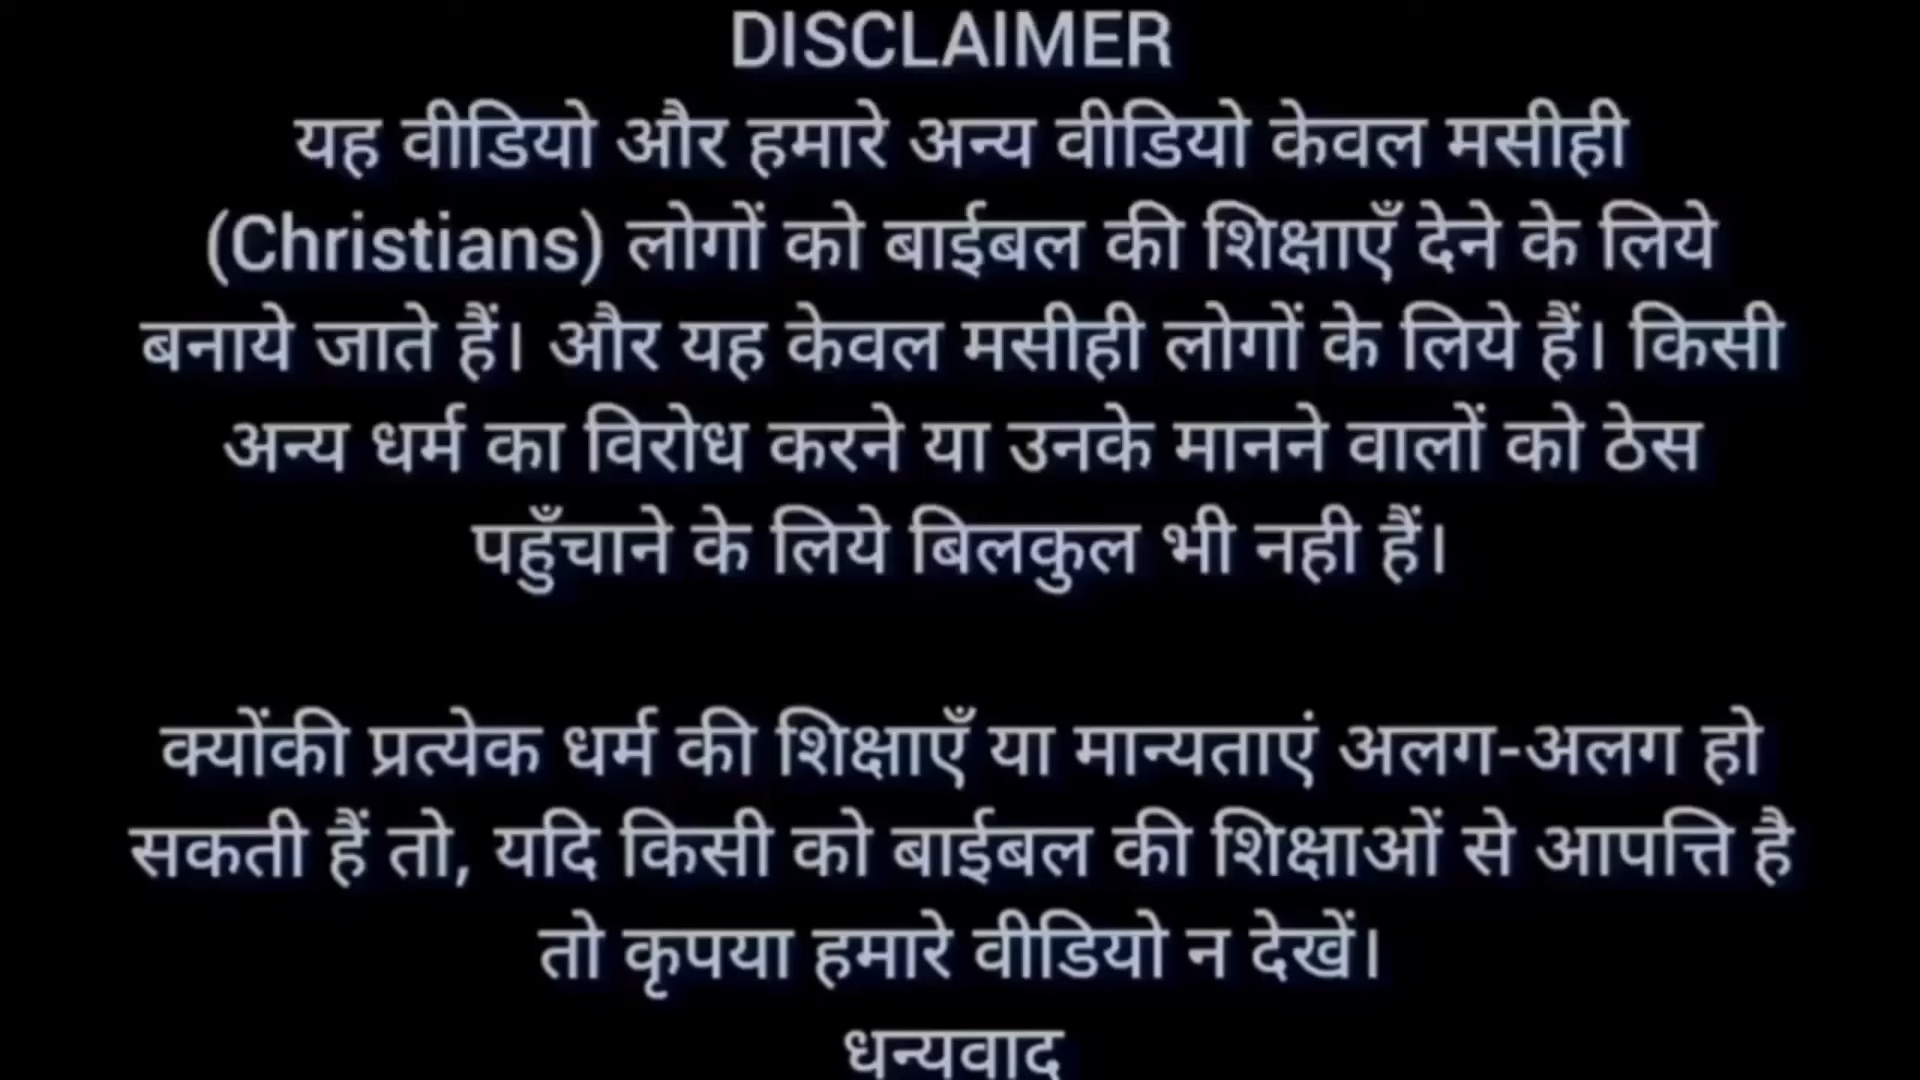 DISCLAIMER
यह वीडियो और हमारे अन्य वीडियो केवल मसीही
(Christians) लोगों को बाईबल की शिक्षाएँ देने के लिये
बनाये जाते हैं। और यह केवल मसीही लोगों के लिये हैं। किसी
अन्य धर्म का विरोध करने या उनके मानने वालों को ठेस
पहुँचाने के लिये बिलकुल भी नही हैं।
क्योंकी प्रत्येक धर्म की शिक्षाएँ या मान्यताएं अलग-अलग हो
सकती हैं तो, यदि किसी को बाईबल की शिक्षाओं से आपत्ति है
तो कृपया हमारे वीडियो न देखें।
धन्यवाद